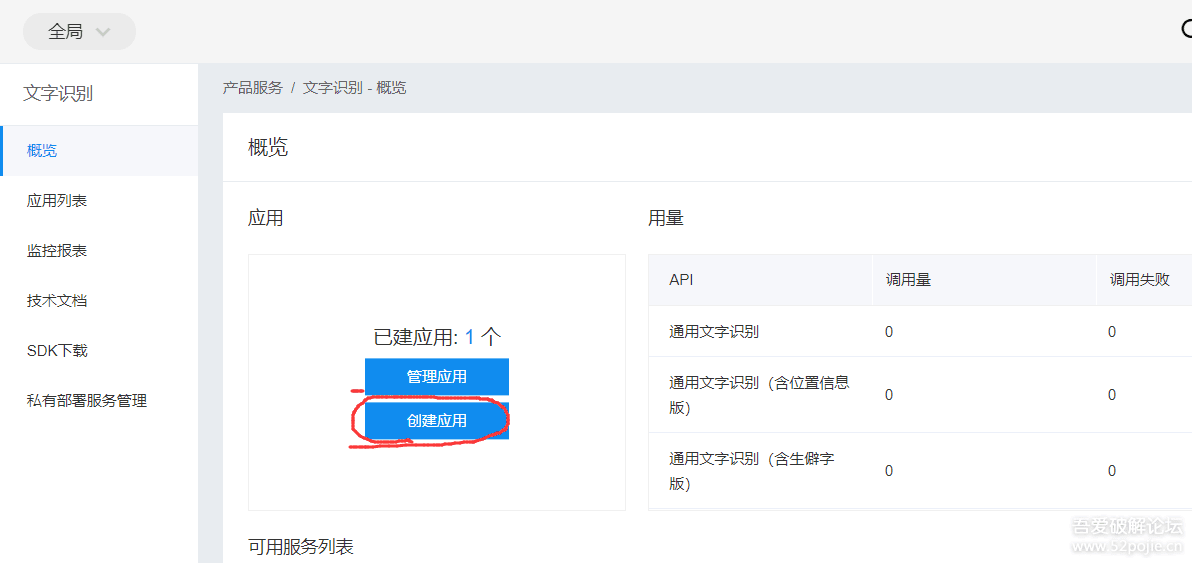 全局
文字识别
概览
应用列表
监控报表
技术文档
SDK下载
私有部署服务管理
产品服务 / 文字识别 - 概览
概览
应用
已建应用: 1 个
管理应用
创建应用
用量
API 调用量 调用失败
通用文字识别 0 0
通用文字识别（含位置信息
版） 0 0
通用文字识别（含生僻字
版） 0 0
可用服务列表
吾爱破解论坛
www.52pojie.cn